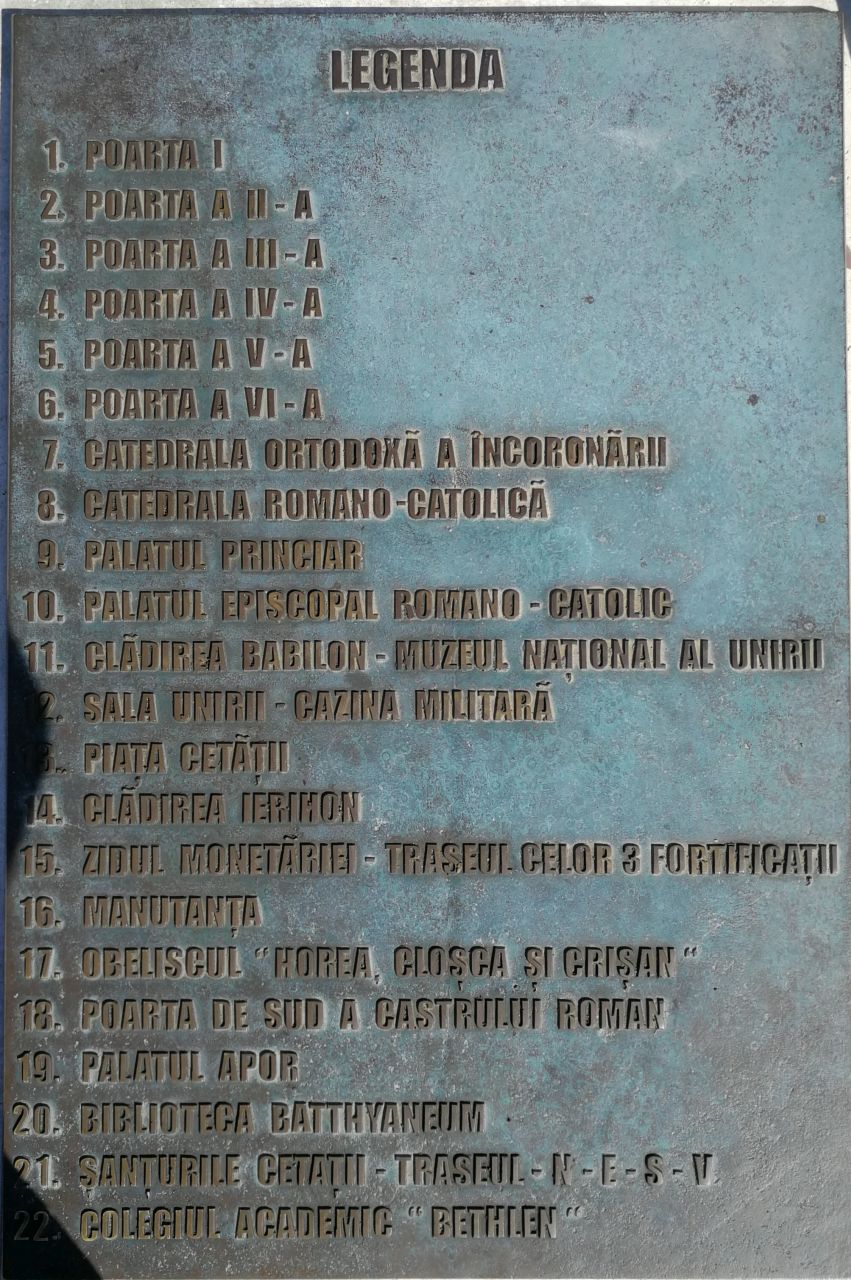 LEGENDA
1. POARTA I
2. POARTA A II - A
3. POARTA A III - A
4. POARTA A IV - A
5. POARTA A V - A
6. POARTA A VI - A
7. CATEDRALA ORTODOXĂ A ÎNCORONĂRII
8. CATEDRALA ROMANO-CATOLICĂ
9. PALATUL PRINCIAR
10. PALATUL EPISCOPAL ROMANO - CATOLIC
11. CLĂDIREA BABILON - MUZEUL NAȚIONAL AL UNIRII
12. SALA UNIRII - CAZINA MILITARĂ
13. PIAȚA CETĂȚII
14. CLĂDIREA IERIHON
15. ZIDUL MONETĂRIEI - TRASEUL CELOR 3 FORTIFICAȚII
16. MANUTANȚA
17. OBELISCUL “HOREA, CLOȘCA ȘI CRIȘAN“
18. POARTA DE SUD A CASTRULUI ROMAN
19. PALATUL APOR
20. BIBLIOTECA BATTHYANEUM
21. ȘANȚURILE CETAȚII - TRASEUL - N - E - S - V
22. COLEGIUL ACADEMIC “ BETHLEN “